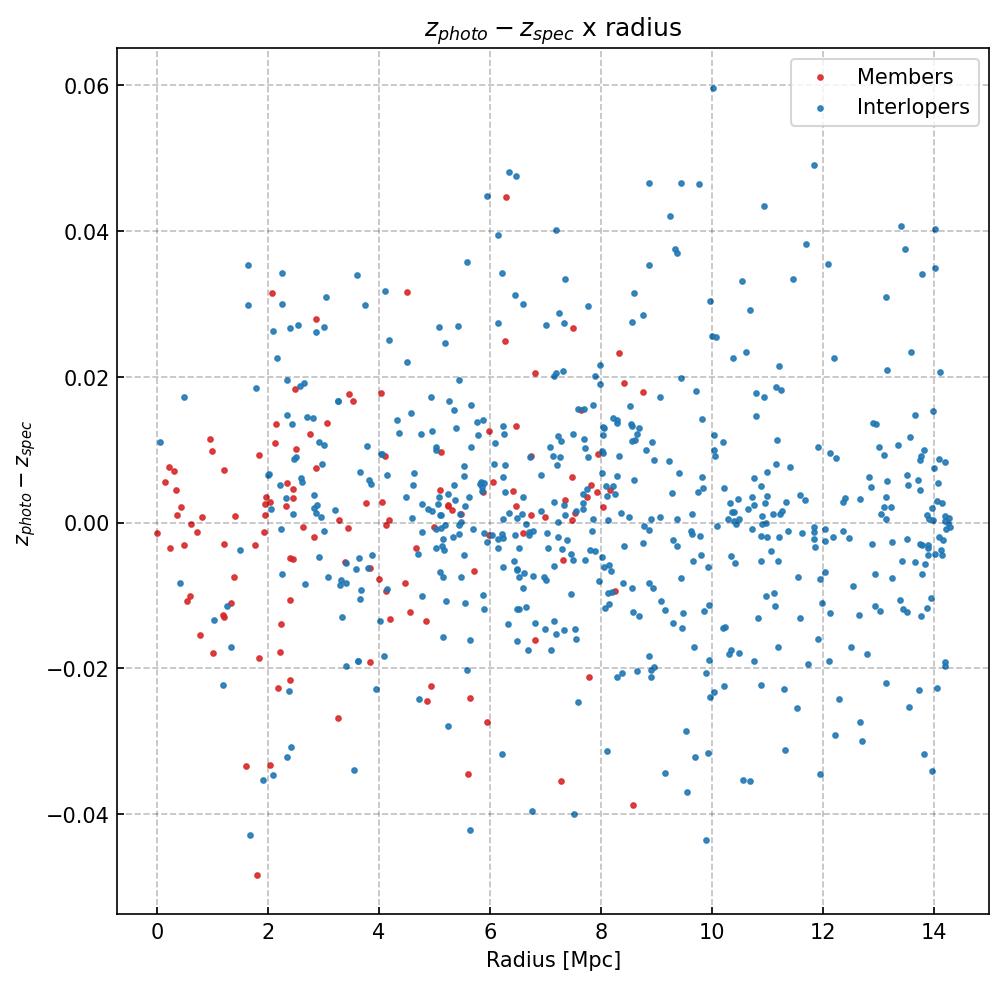 z_photo − z_spec x radius
Members
Interlopers
0.06
0.04
0.02
0.00
−0.02
−0.04
z_photo − z_spec
0 2 4 6 8 10 12 14
Radius [Mpc]